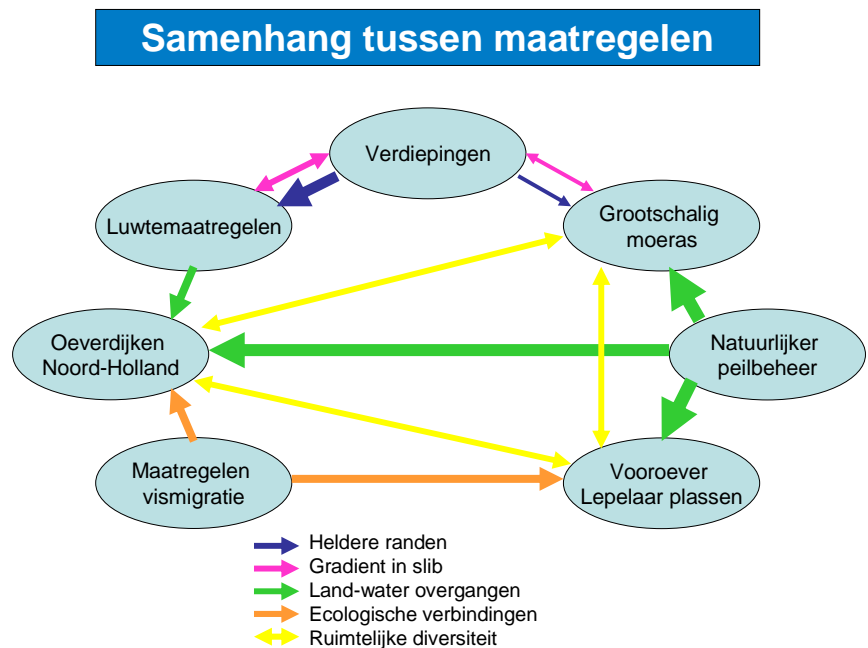 Samenhang tussen maatregelen
Verdiepingen
Luwtemaatregelen
Grootschalig
moeras
Oeverdijken
Noord-Holland
Natuurlijker
peilbeheer
Maatregelen
vismigratie
Vooroever
Lepelaar plassen
Heldere randen
Gradient in slib
Land-water overgangen
Ecologische verbindingen
Ruimtelijke diversiteit